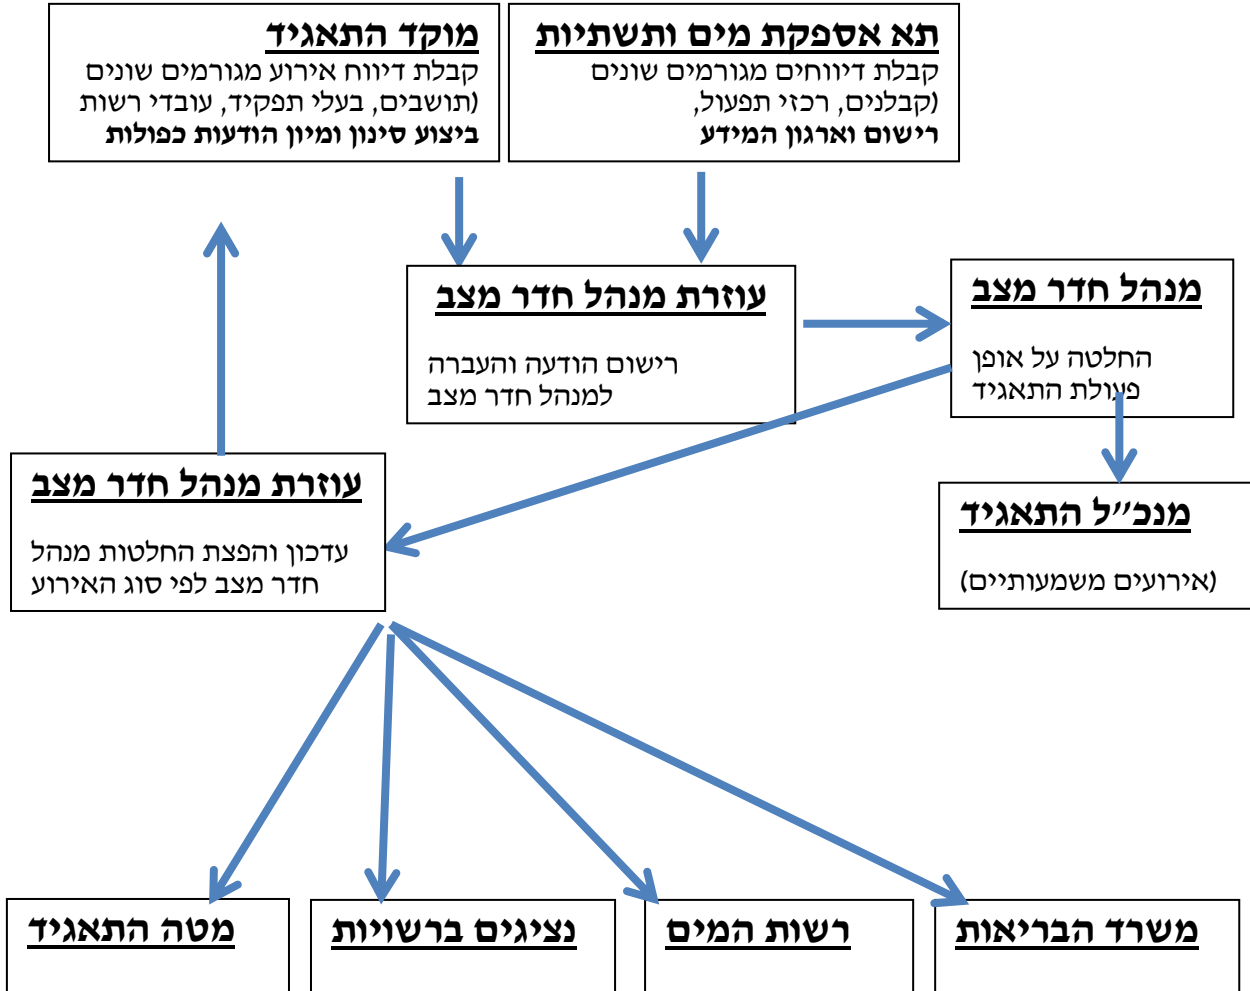 תא אספקת מים ותשתיות
קבלת דיווחים מגורמים שונים
(קבלנים, רכזי תפעול,
רישום וארגון המידע
מוקד התאגיד
קבלת דיווח אירוע מגורמים שונים
(תושבים, בעלי תפקיד, עובדי רשות
ביצוע סינון ומיון הודעות כפולות
מנהל חדר מצב
החלטה על אופן
פעולת התאגיד
עוזרת מנהל חדר מצב
רישום הודעה והעברה
למנהל חדר מצב
מנכ״ל התאגיד
(אירועים משמעותיים)
עוזרת מנהל חדר מצב
עדכון והפצת החלטות מנהל
חדר מצב לפי סוג האירוע
משרד הבריאות
רשות המים
נציגים ברשויות
מטה התאגיד